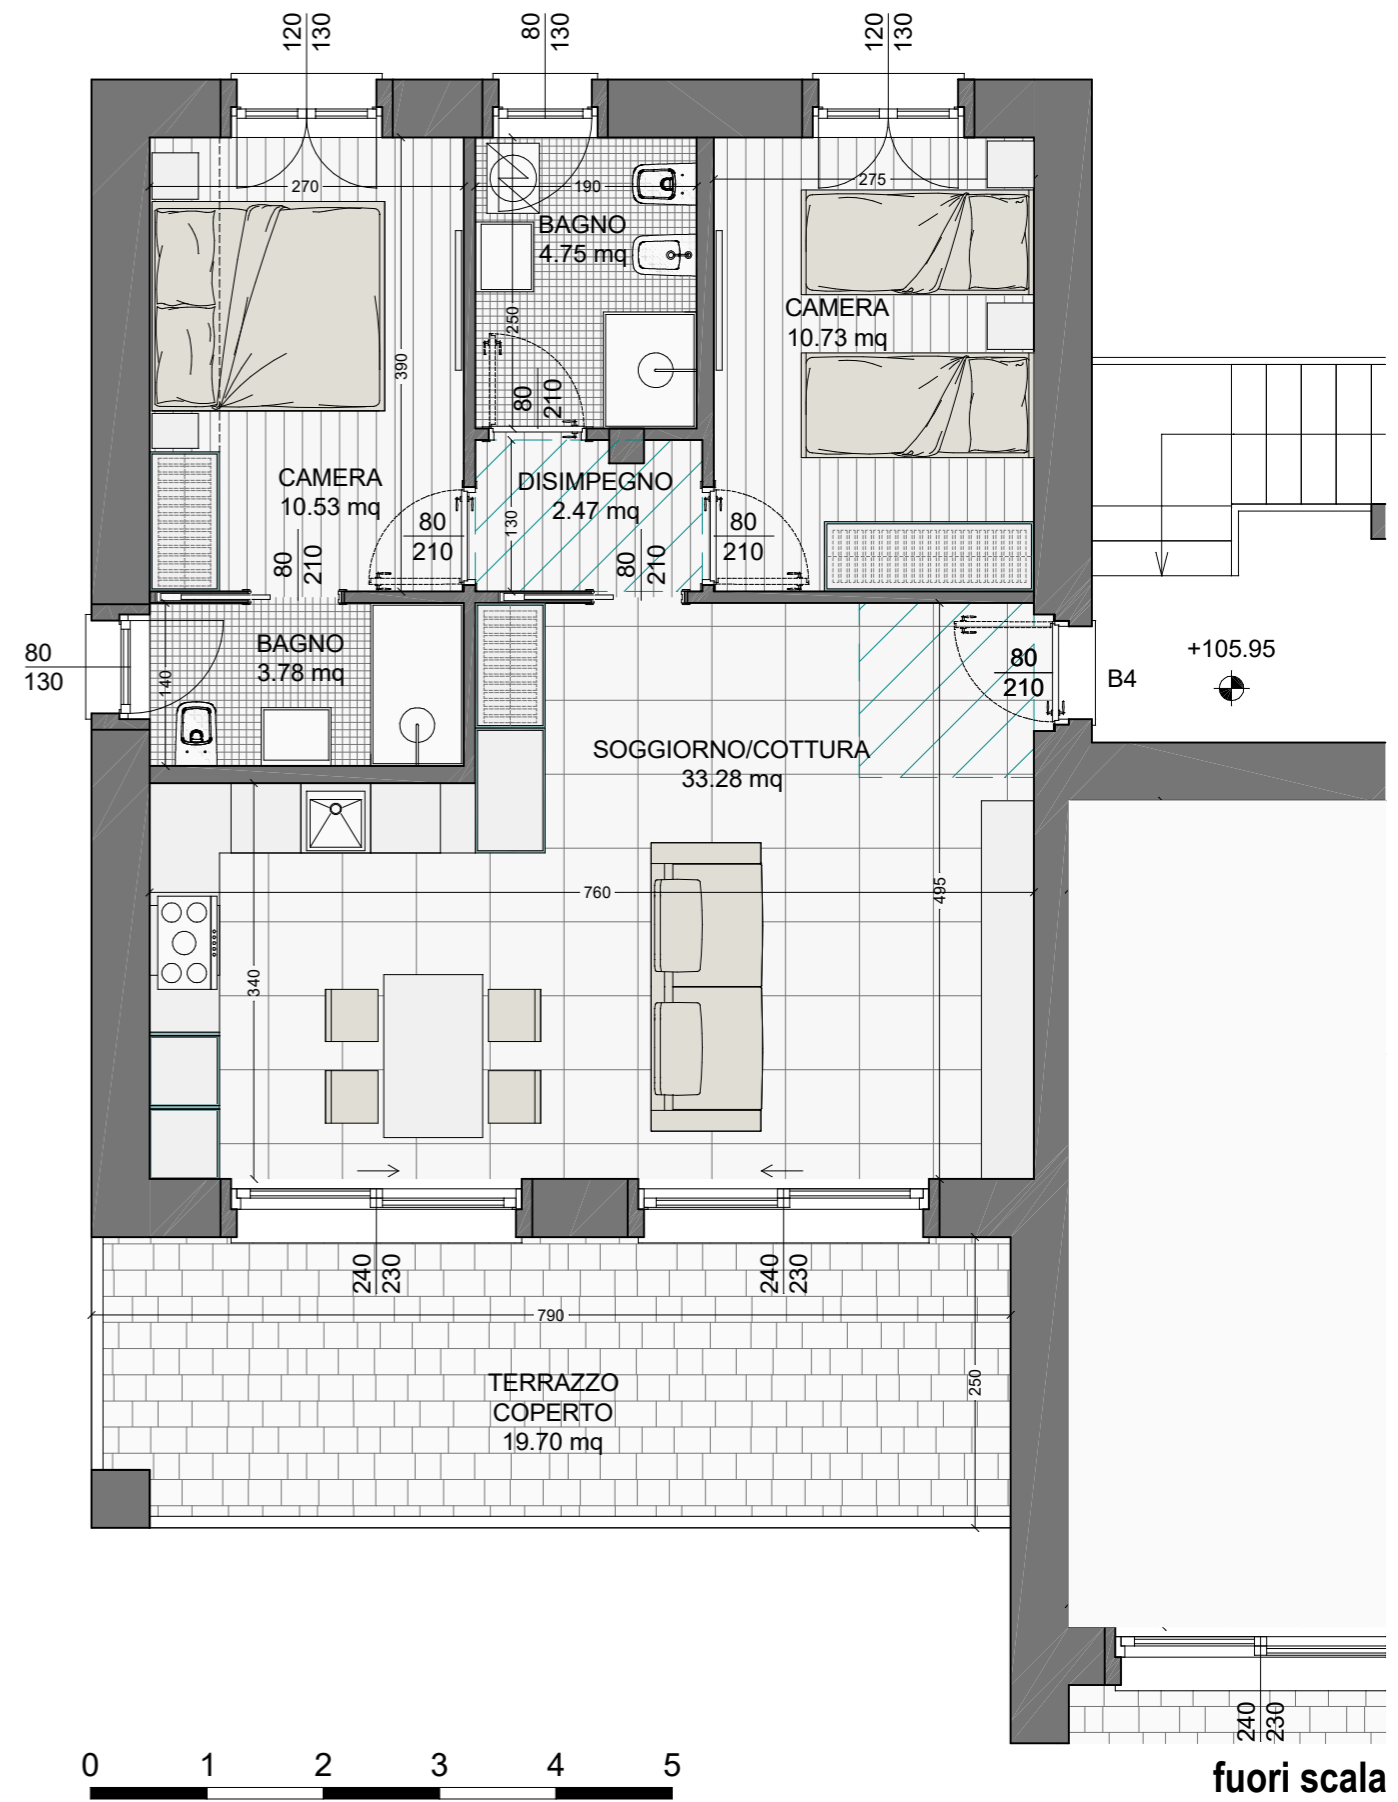 120
130
80
130
120
130
270
190
275
BAGNO
4.75 mq
CAMERA
10.73 mq
250
390
80
210
CAMERA
10.53 mq
DISIMPEGNO
2.47 mq
130
80
210
80
210
80
210
80
210
80
130
BAGNO
3.78 mq
140
80
210
B4
+105.95
SOGGIORNO/COTTURA
33.28 mq
760
495
340
240
230
240
230
790
250
TERRAZZO
COPERTO
19.70 mq
240
230
0 1 2 3 4 5
fuori scala